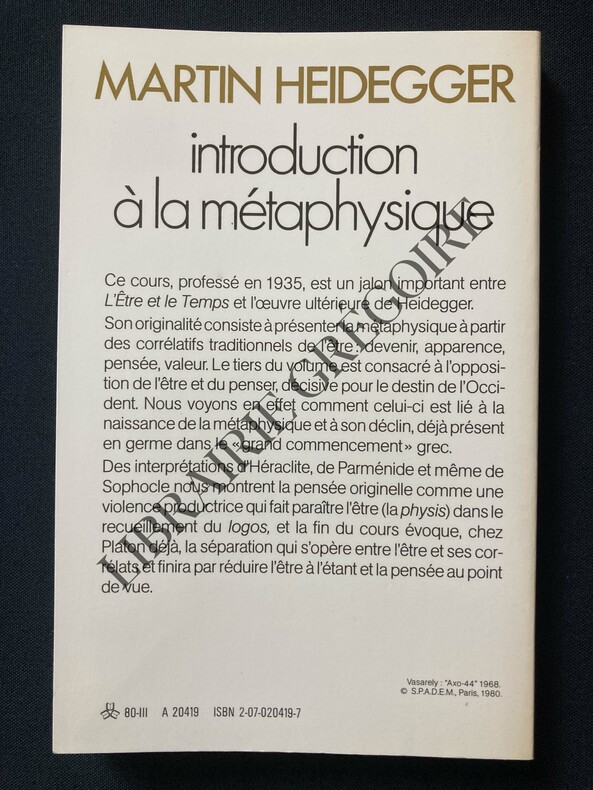 MARTIN HEIDEGGER
introduction
à la métaphysique
Ce cours, professé en 1935, est un jalon important entre
L'Être et le Temps et l'œuvre ultérieure de Heidegger.
Son originalité consiste à présenter la métaphysique à partir
des corrélatifs traditionnels de l'être : devenir, apparence,
pensée, valeur. Le tiers du volume est consacré à l'opposi-
tion de l'être et du penser, décisive pour le destin de l'Occi-
dent. Nous voyons en effet comment celui-ci est lié à la
naissance de la métaphysique et à son déclin, déjà présent
en germe dans le «grand commencement» grec.
Des interprétations d'Héraclite, de Parménide et même de
Sophocle nous montrent la pensée originelle comme une
violence productrice qui fait paraître l'être (la physis) dans le
recueillement du logos, et la fin du cours évoque, chez
Platon déjà, la séparation qui s'opère entre l'être et ses cor-
rélats et finira par réduire l'être à l'étant et la pensée au point
de vue.
LIBRAIRIE GREGOIRE
Vasarely : "Axo-44" 1968.
© S.P.A.D.E.M., Paris, 1980.
80-III A 20419 ISBN 2-07-020419-7